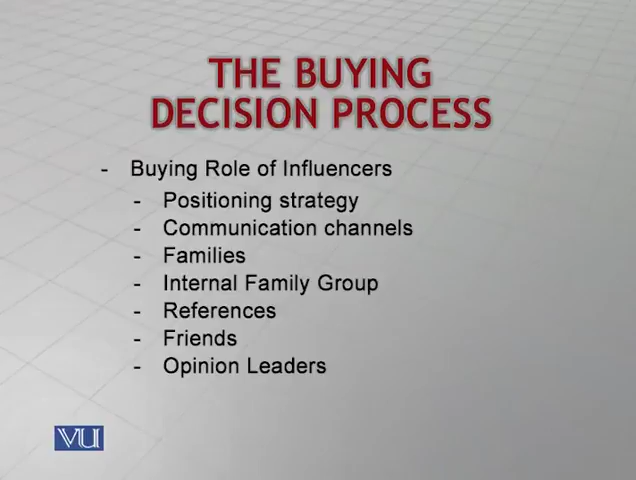 THE BUYING
DECISION PROCESS
- Buying Role of Influencers
- Positioning strategy
- Communication channels
- Families
- Internal Family Group
- References
- Friends
- Opinion Leaders
VU